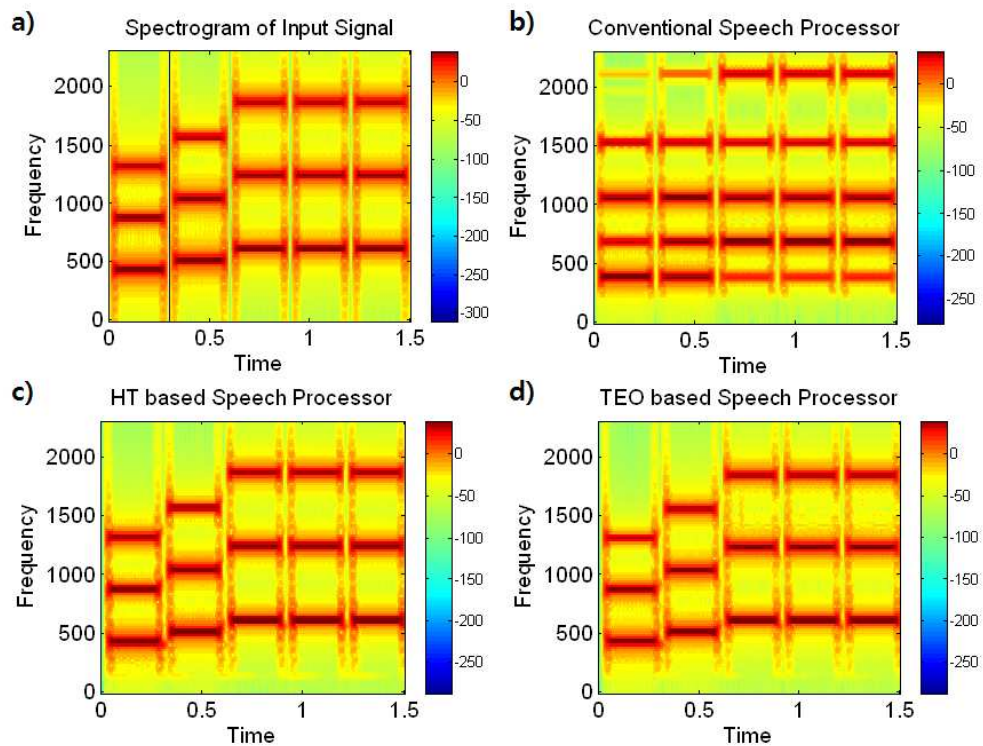 a) Spectrogram of Input Signal
Frequency
2000
1500
1000
500
0
0 0.5 1 1.5
Time
0
-50
-100
-150
-200
-250
-300
b) Conventional Speech Processor
Frequency
2000
1500
1000
500
0
0 0.5 1 1.5
Time
0
-50
-100
-150
-200
-250
c) HT based Speech Processor
Frequency
2000
1500
1000
500
0
0 0.5 1 1.5
Time
0
-50
-100
-150
-200
-250
d) TEO based Speech Processor
Frequency
2000
1500
1000
500
0
0 0.5 1 1.5
Time
0
-50
-100
-150
-200
-250